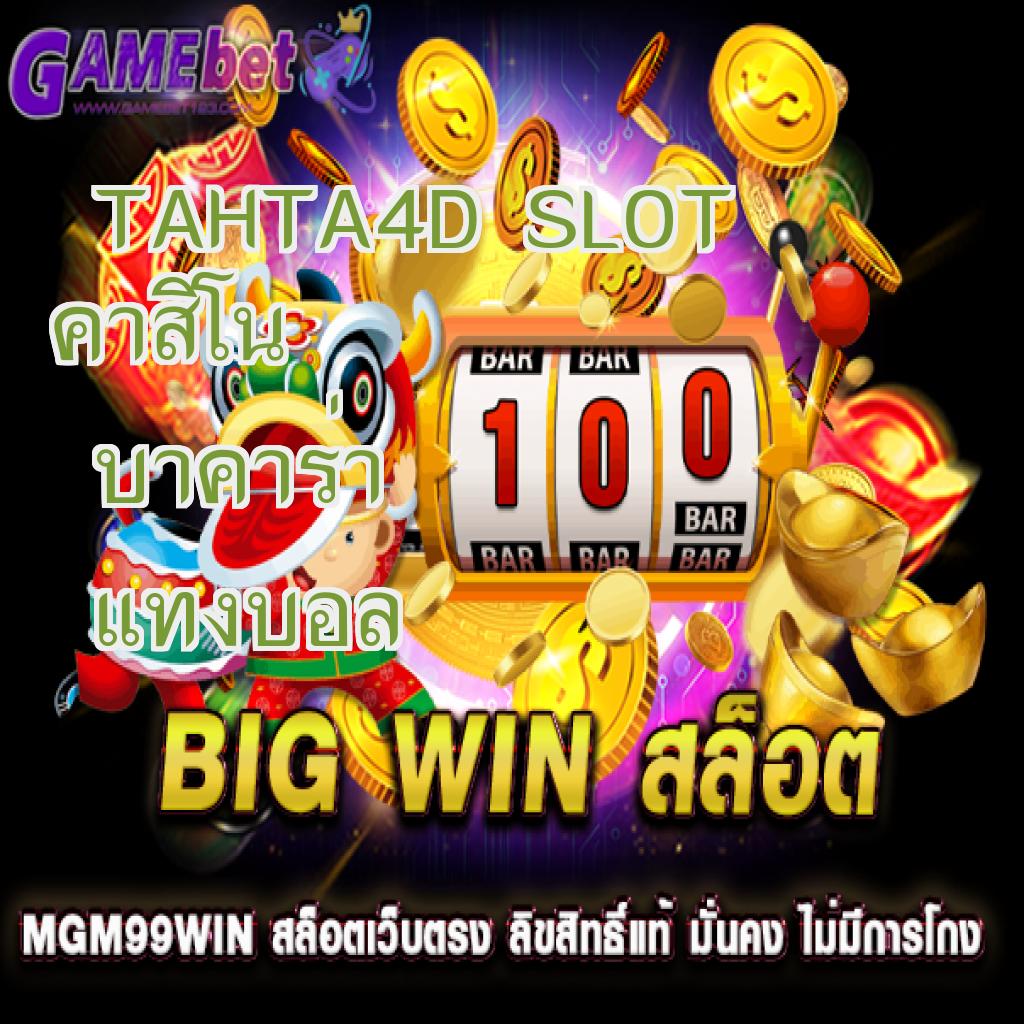 GAMEbet
TAHTA4D SLOT
คาสิโน
บาคาร่า
แทงบอล
BAR BAR
100
BAR
BAR BAR BAR
BIG WIN สล็อต
MGM99WIN สล็อตเว็บตรง ลิขสิทธิ์แท้ มั่นคง ไม่มีการโกง